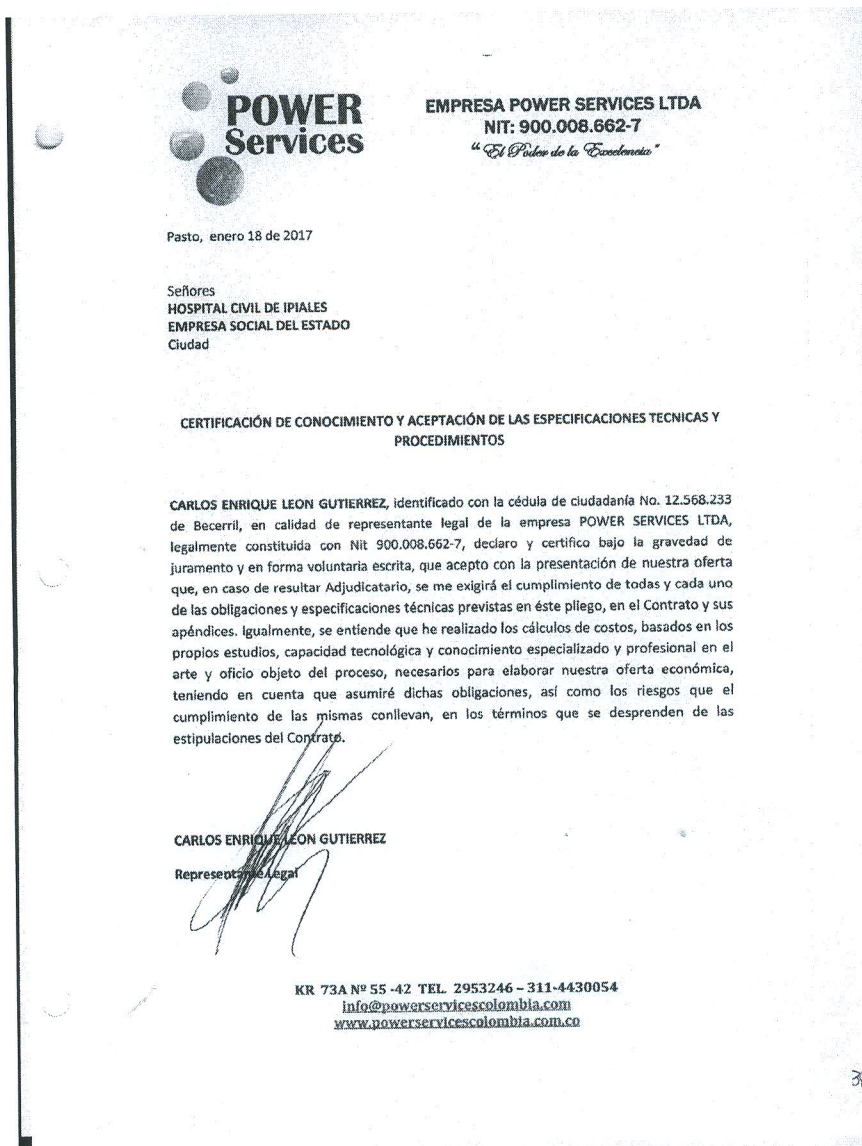 POWER
Services
EMPRESA POWER SERVICES LTDA
NIT: 900.008.662-7
"El Poder de la Excelencia"
Pasto, enero 18 de 2017
Señores
HOSPITAL CIVIL DE IPIALES
EMPRESA SOCIAL DEL ESTADO
Ciudad
CERTIFICACIÓN DE CONOCIMIENTO Y ACEPTACIÓN DE LAS ESPECIFICACIONES TECNICAS Y
PROCEDIMIENTOS
CARLOS ENRIQUE LEON GUTIERREZ, identificado con la cédula de ciudadanía No. 12.568.233
de Becerril, en calidad de representante legal de la empresa POWER SERVICES LTDA,
legalmente constituida con Nit 900.008.662-7, declaro y certifico bajo la gravedad de
juramento y en forma voluntaria escrita, que acepto con la presentación de nuestra oferta
que, en caso de resultar Adjudicatario, se me exigirá el cumplimiento de todas y cada uno
de las obligaciones y especificaciones técnicas previstas en éste pliego, en el Contrato y sus
apéndices. Igualmente, se entiende que he realizado los cálculos de costos, basados en los
propios estudios, capacidad tecnológica y conocimiento especializado y profesional en el
arte y oficio objeto del proceso, necesarios para elaborar nuestra oferta económica,
teniendo en cuenta que asumiré dichas obligaciones, así como los riesgos que el
cumplimiento de las mismas conllevan, en los términos que se desprenden de las
estipulaciones del Contrato.
CARLOS ENRIQUE LEON GUTIERREZ
Representante Legal
KR 73A Nº 55 -42 TEL. 2953246 – 311-4430054
info@powerservicescolombia.com
www.powerservicescolombia.com.co